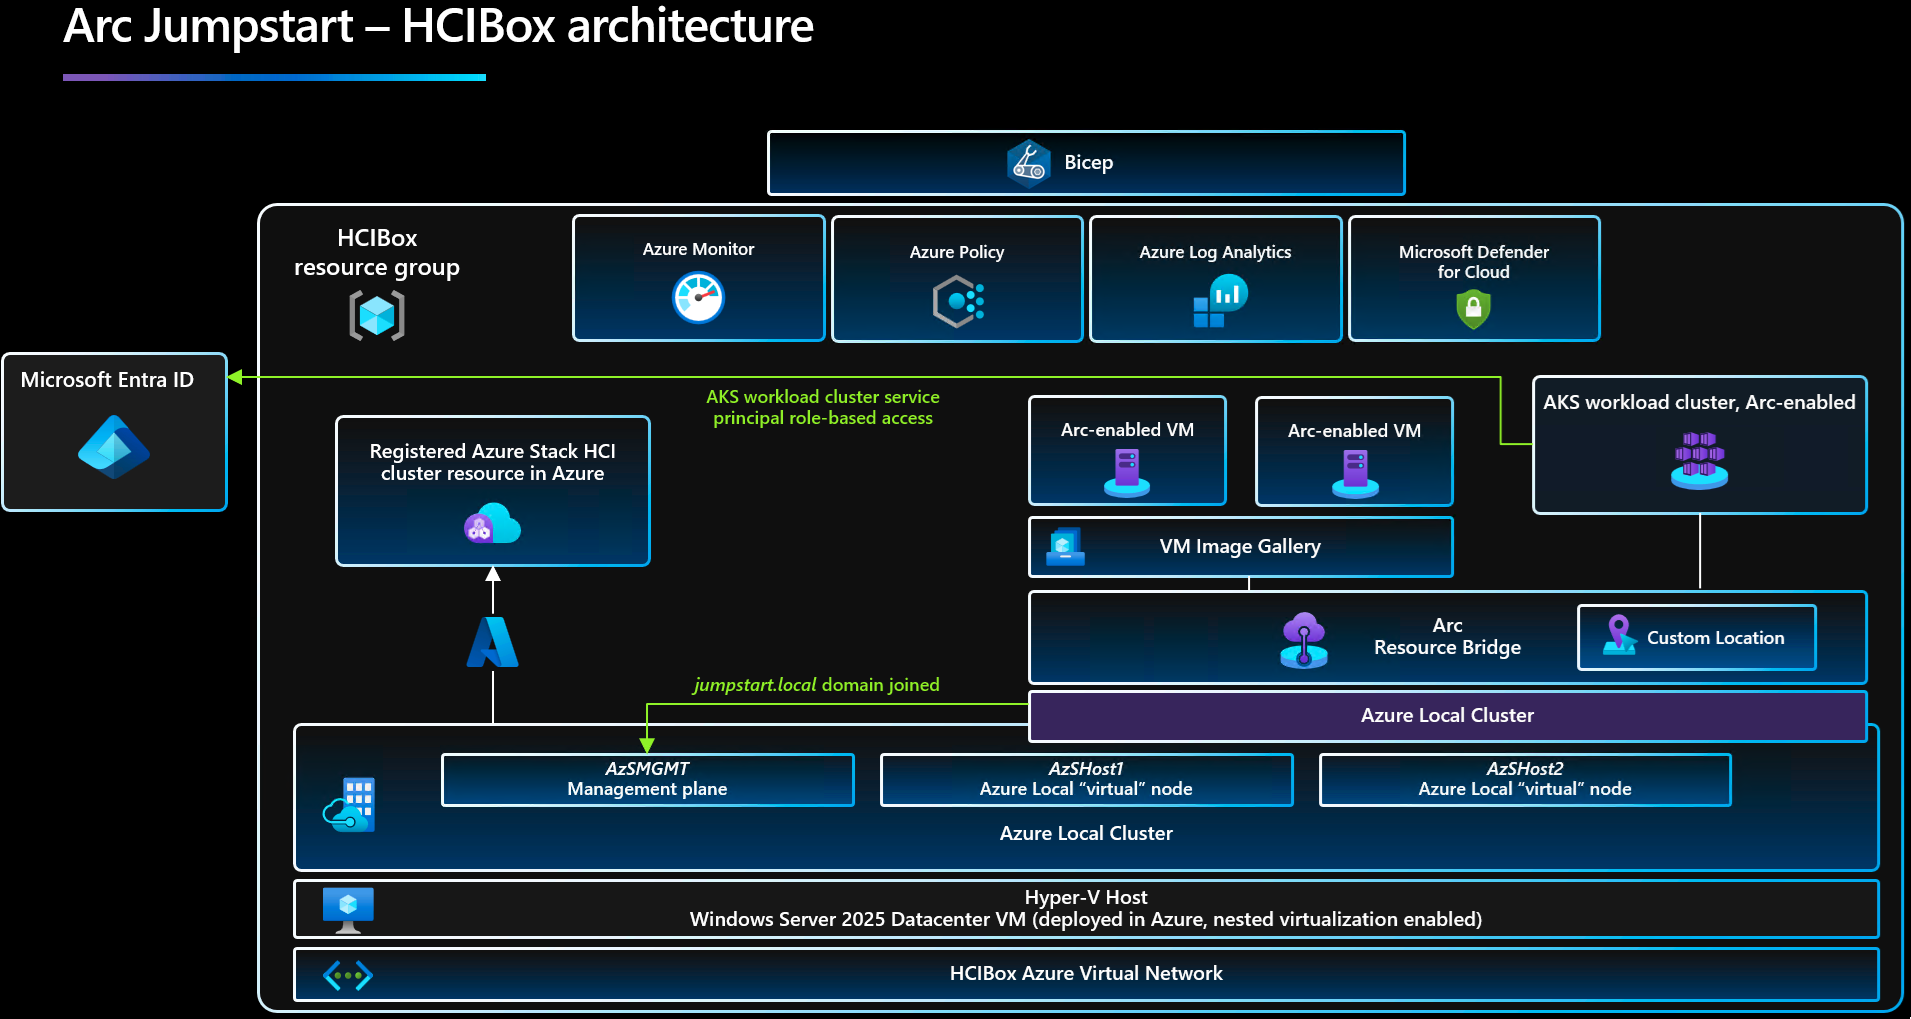 Arc Jumpstart – HCIBox architecture
Bicep
HCIBox
resource group
Azure Monitor
Azure Policy
Azure Log Analytics
Microsoft Defender
for Cloud
Microsoft Entra ID
AKS workload cluster service
principal role-based access
AKS workload cluster, Arc-enabled
Registered Azure Stack HCI
cluster resource in Azure
Arc-enabled VM
Arc-enabled VM
VM Image Gallery
Arc
Resource Bridge
Custom Location
jumpstart.local domain joined
Azure Local Cluster
AzSMGMT
Management plane
AzSHost1
Azure Local “virtual” node
AzSHost2
Azure Local “virtual” node
Azure Local Cluster
Hyper-V Host
Windows Server 2025 Datacenter VM (deployed in Azure, nested virtualization enabled)
HCIBox Azure Virtual Network